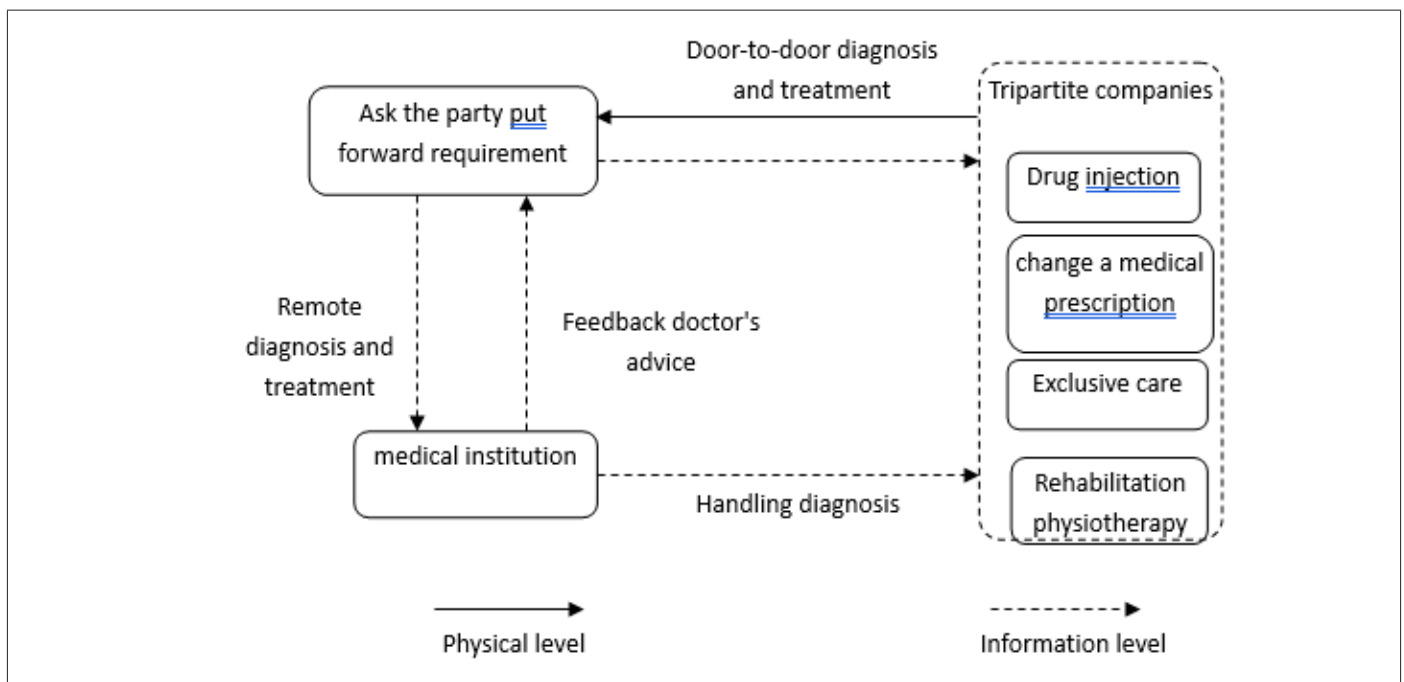 Door-to-door diagnosis
and treatment
Ask the party put
forward requirement
Tripartite companies
Drug injection
change a medical
prescription
Exclusive care
Rehabilitation
physiotherapy
Remote
diagnosis and
treatment
Feedback doctor's
advice
medical institution
Handling diagnosis
Physical level
Information level